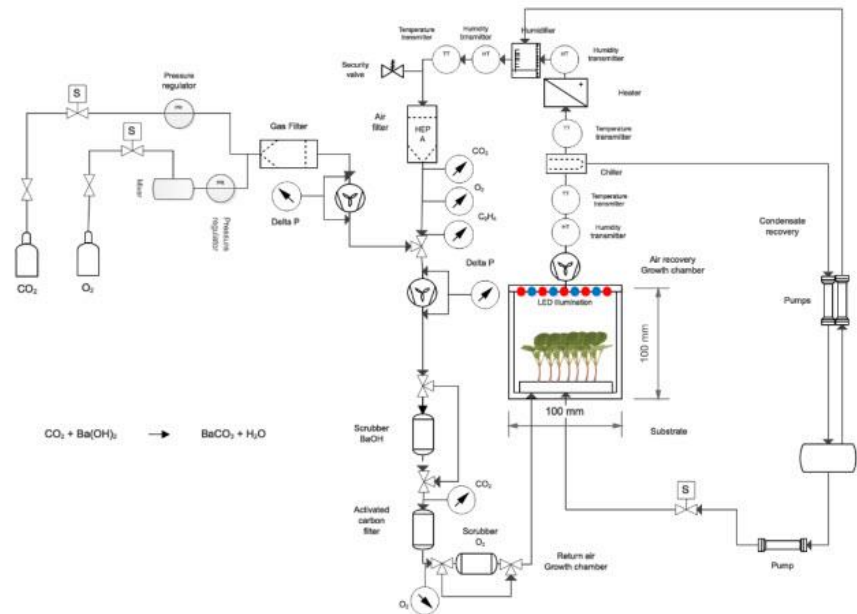 Temperature
transmitter
Humidity
trnsmittor
Humidifier
TT
HT
HT
Humidity
transmitter
Security
valve
Heater
Pressure
regulator
S
PR
Gas Filter
Air
filter
HEP
A
CO₂
O₂
C₂H₄
TT
Temperature
transmitter
Chiller
TT
Temperature
transmitter
HT
Humidity
transmitter
S
Mixer
PR
Pressure
regulator
Delta P
CO₂
O₂
Delta P
Air recovery
Growth chamber
Condensate
recovery
Pumps
LED Illumination
100 mm
100 mm
Substrate
CO₂ + Ba(OH)₂ → BaCO₃ + H₂O
Scrubber
BaOH
CO₂
Activated
carbon
filter
Scrubber
O₂
Return air
Growth chamber
O₂
S
Pump